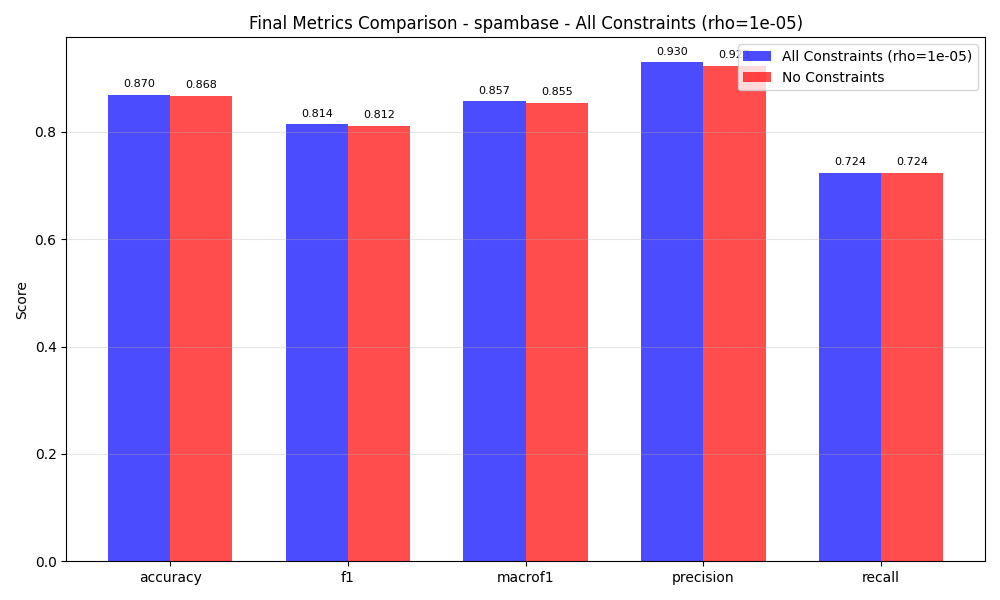 Final Metrics Comparison - spambase - All Constraints (rho=1e-05)
All Constraints (rho=1e-05)
No Constraints
Score
0.8
0.6
0.4
0.2
0.0
0.870
0.868
0.814
0.812
0.857
0.855
0.930
0.724
0.724
accuracy
f1
macrof1
precision
recall